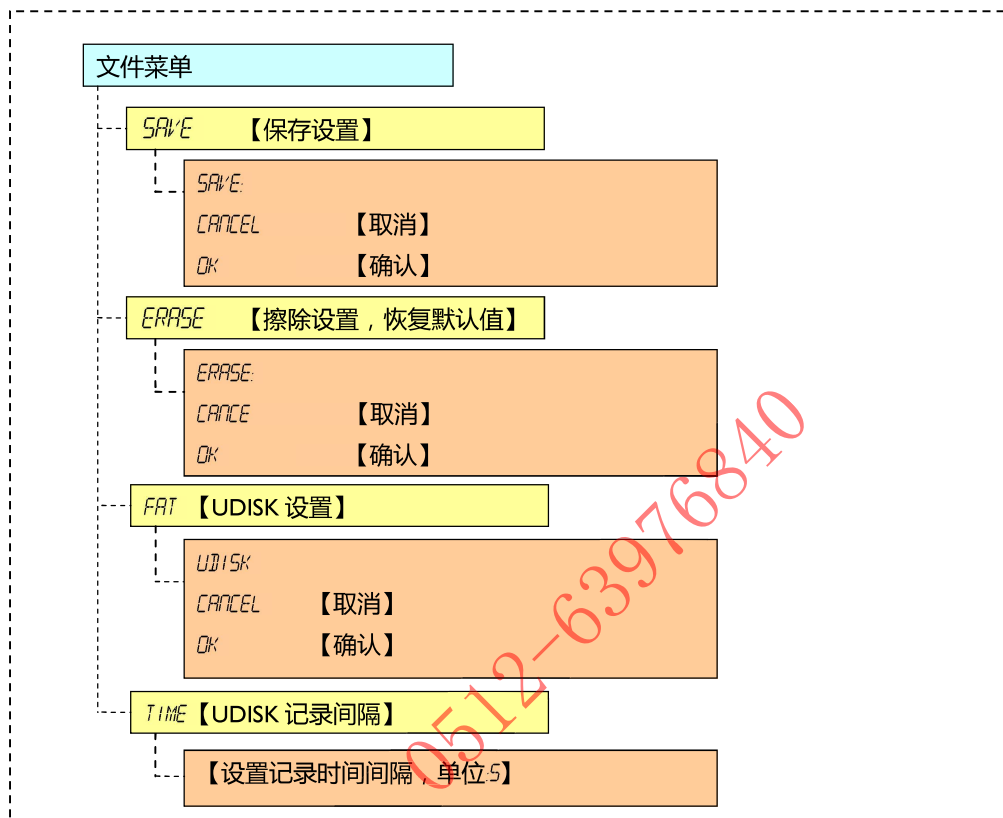 文件菜单
SAVE 【保存设置】
SAVE:
CANCEL 【取消】
OK 【确认】
ERASE 【擦除设置，恢复默认值】
ERASE:
CANCE 【取消】
OK 【确认】
FAT 【UDISK 设置】
UDISK
CANCEL 【取消】
OK 【确认】
TIME 【UDISK 记录间隔】
【设置记录时间间隔，单位:S】
0512-63976840